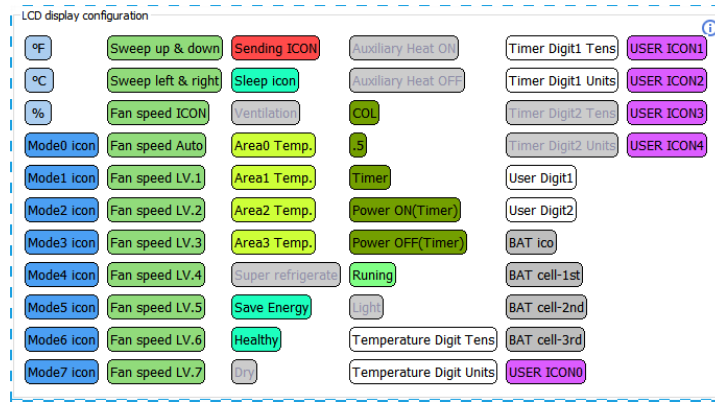 LCD display configuration
ºF Sweep up & down Sending ICON Auxiliary Heat ON Timer Digit1 Tens USER ICON1
ºC Sweep left & right Sleep icon Auxiliary Heat OFF Timer Digit1 Units USER ICON2
% Fan speed ICON Ventilation COL Timer Digit2 Tens USER ICON3
Mode0 icon Fan speed Auto Area0 Temp. .5 Timer Digit2 Units USER ICON4
Mode1 icon Fan speed LV.1 Area1 Temp. Timer User Digit1
Mode2 icon Fan speed LV.2 Area2 Temp. Power ON(Timer) User Digit2
Mode3 icon Fan speed LV.3 Area3 Temp. Power OFF(Timer) BAT ico
Mode4 icon Fan speed LV.4 Super refrigerate Runing BAT cell-1st
Mode5 icon Fan speed LV.5 Save Energy Light BAT cell-2nd
Mode6 icon Fan speed LV.6 Healthy Temperature Digit Tens BAT cell-3rd
Mode7 icon Fan speed LV.7 Dry Temperature Digit Units USER ICON0